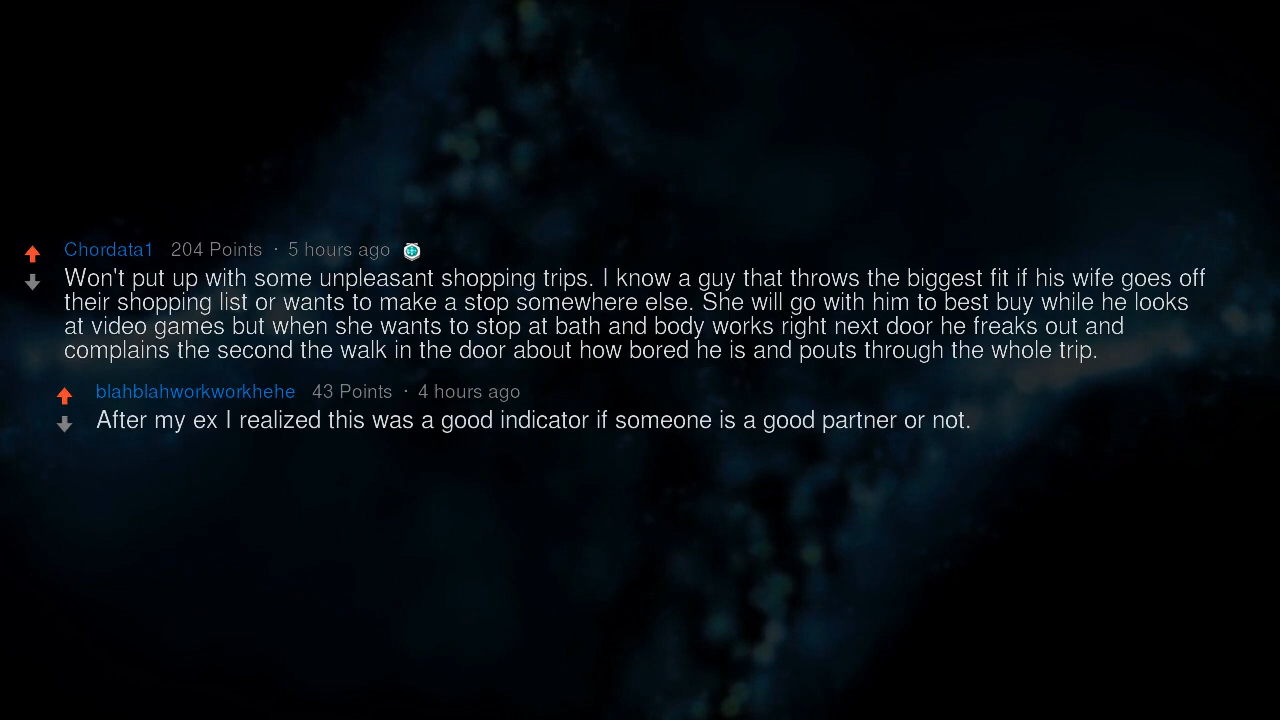 Chordata1 204 Points · 5 hours ago
Won't put up with some unpleasant shopping trips. I know a guy that throws the biggest fit if his wife goes off
their shopping list or wants to make a stop somewhere else. She will go with him to best buy while he looks
at video games but when she wants to stop at bath and body works right next door he freaks out and
complains the second the walk in the door about how bored he is and pouts through the whole trip.
blahblahworkworkhehe 43 Points · 4 hours ago
After my ex I realized this was a good indicator if someone is a good partner or not.